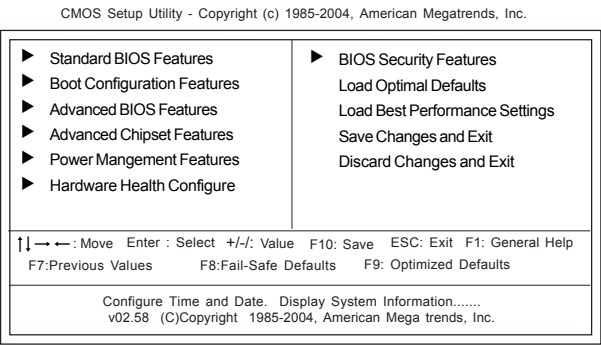 CMOS Setup Utility - Copyright (c) 1985-2004, American Megatrends, Inc.
▶ Standard BIOS Features
▶ Boot Configuration Features
▶ Advanced BIOS Features
▶ Advanced Chipset Features
▶ Power Mangement Features
▶ Hardware Health Configure
▶ BIOS Security Features
Load Optimal Defaults
Load Best Performance Settings
Save Changes and Exit
Discard Changes and Exit
↑↓→←: Move Enter : Select +/-/: Value F10: Save ESC: Exit F1: General Help
F7:Previous Values F8:Fail-Safe Defaults F9: Optimized Defaults
Configure Time and Date. Display System Information.......
v02.58 (C)Copyright 1985-2004, American Mega trends, Inc.